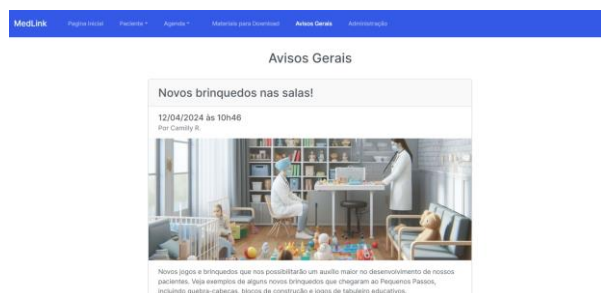 MedLink Pagina Inicial Paciente Agenda Materiais para Download Avisos Gerais Administração
Avisos Gerais
Novos brinquedos nas salas!
12/04/2024 às 10h46
Por Camilly R.
Novos jogos e brinquedos que nos possibilitarão um auxílio maior no desenvolvimento de nossos
pacientes. Veja exemplos de alguns novos brinquedos que chegaram ao Pequenos Passos,
incluindo quebra-cabeças, blocos de construção e jogos de tabuleiro educativos.